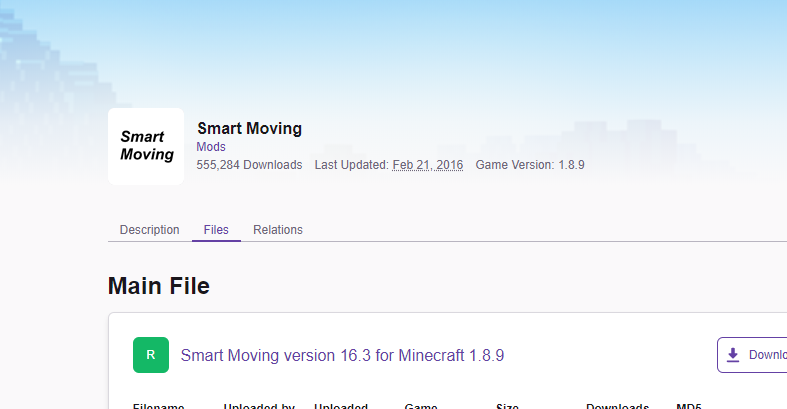 Smart
Moving
Smart Moving
Mods
555,284 Downloads Last Updated: Feb 21, 2016 Game Version: 1.8.9
Description Files Relations
Main File
R Smart Moving version 16.3 for Minecraft 1.8.9 Downlo
Filename Uploaded by Uploaded Game Size Downloads MD5